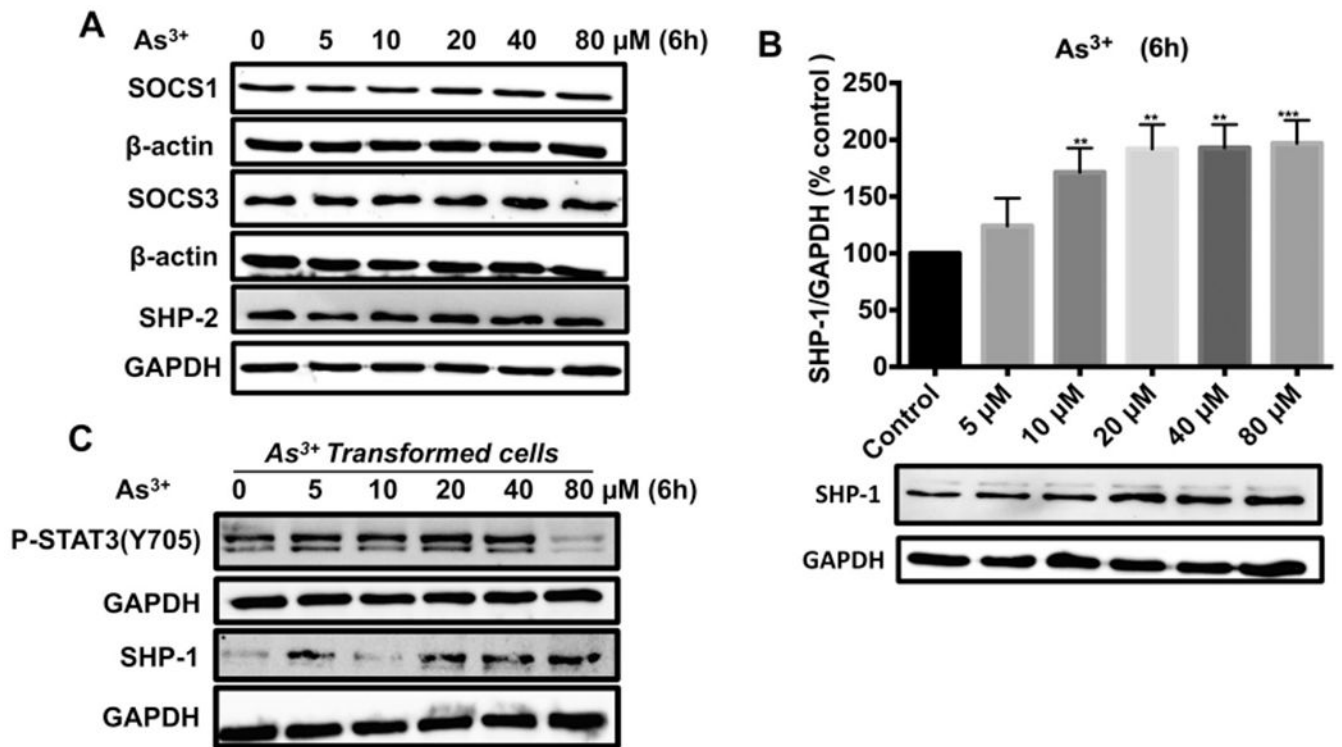 A
As³⁺ 0 5 10 20 40 80 µM (6h)
SOCS1
β-actin
SOCS3
β-actin
SHP-2
GAPDH
B
As³⁺ (6h)
SHP-1/GAPDH (% control)
250
200
150
100
50
0
** ** ** ***
Control 5 µM 10 µM 20 µM 40 µM 80 µM
SHP-1
GAPDH
C
As³⁺ Transformed cells
As³⁺ 0 5 10 20 40 80 µM (6h)
P-STAT3(Y705)
GAPDH
SHP-1
GAPDH